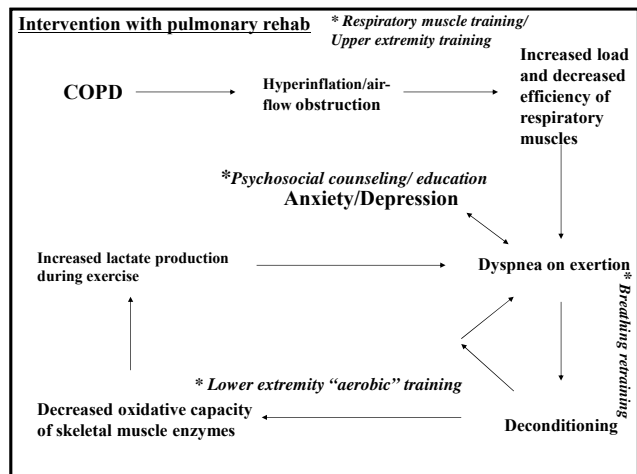 Intervention with pulmonary rehab
* Respiratory muscle training/
Upper extremity training
COPD
Hyperinflation/air-
flow obstruction
Increased load
and decreased
efficiency of
respiratory
muscles
*Psychosocial counseling/ education
Anxiety/Depression
Increased lactate production
during exercise
Dyspnea on exertion
* Breathing retraining
* Lower extremity “aerobic” training
Decreased oxidative capacity
of skeletal muscle enzymes
Deconditioning